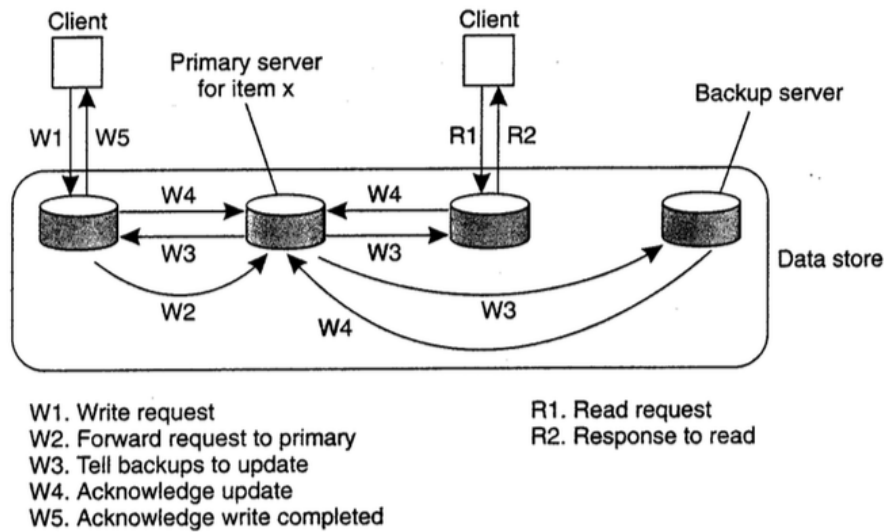 Client
Client
Primary server
for item x
Backup server
W1
W5
R1
R2
W4
W4
W3
W3
Data store
W2
W4
W3
W1. Write request
W2. Forward request to primary
W3. Tell backups to update
W4. Acknowledge update
W5. Acknowledge write completed
R1. Read request
R2. Response to read